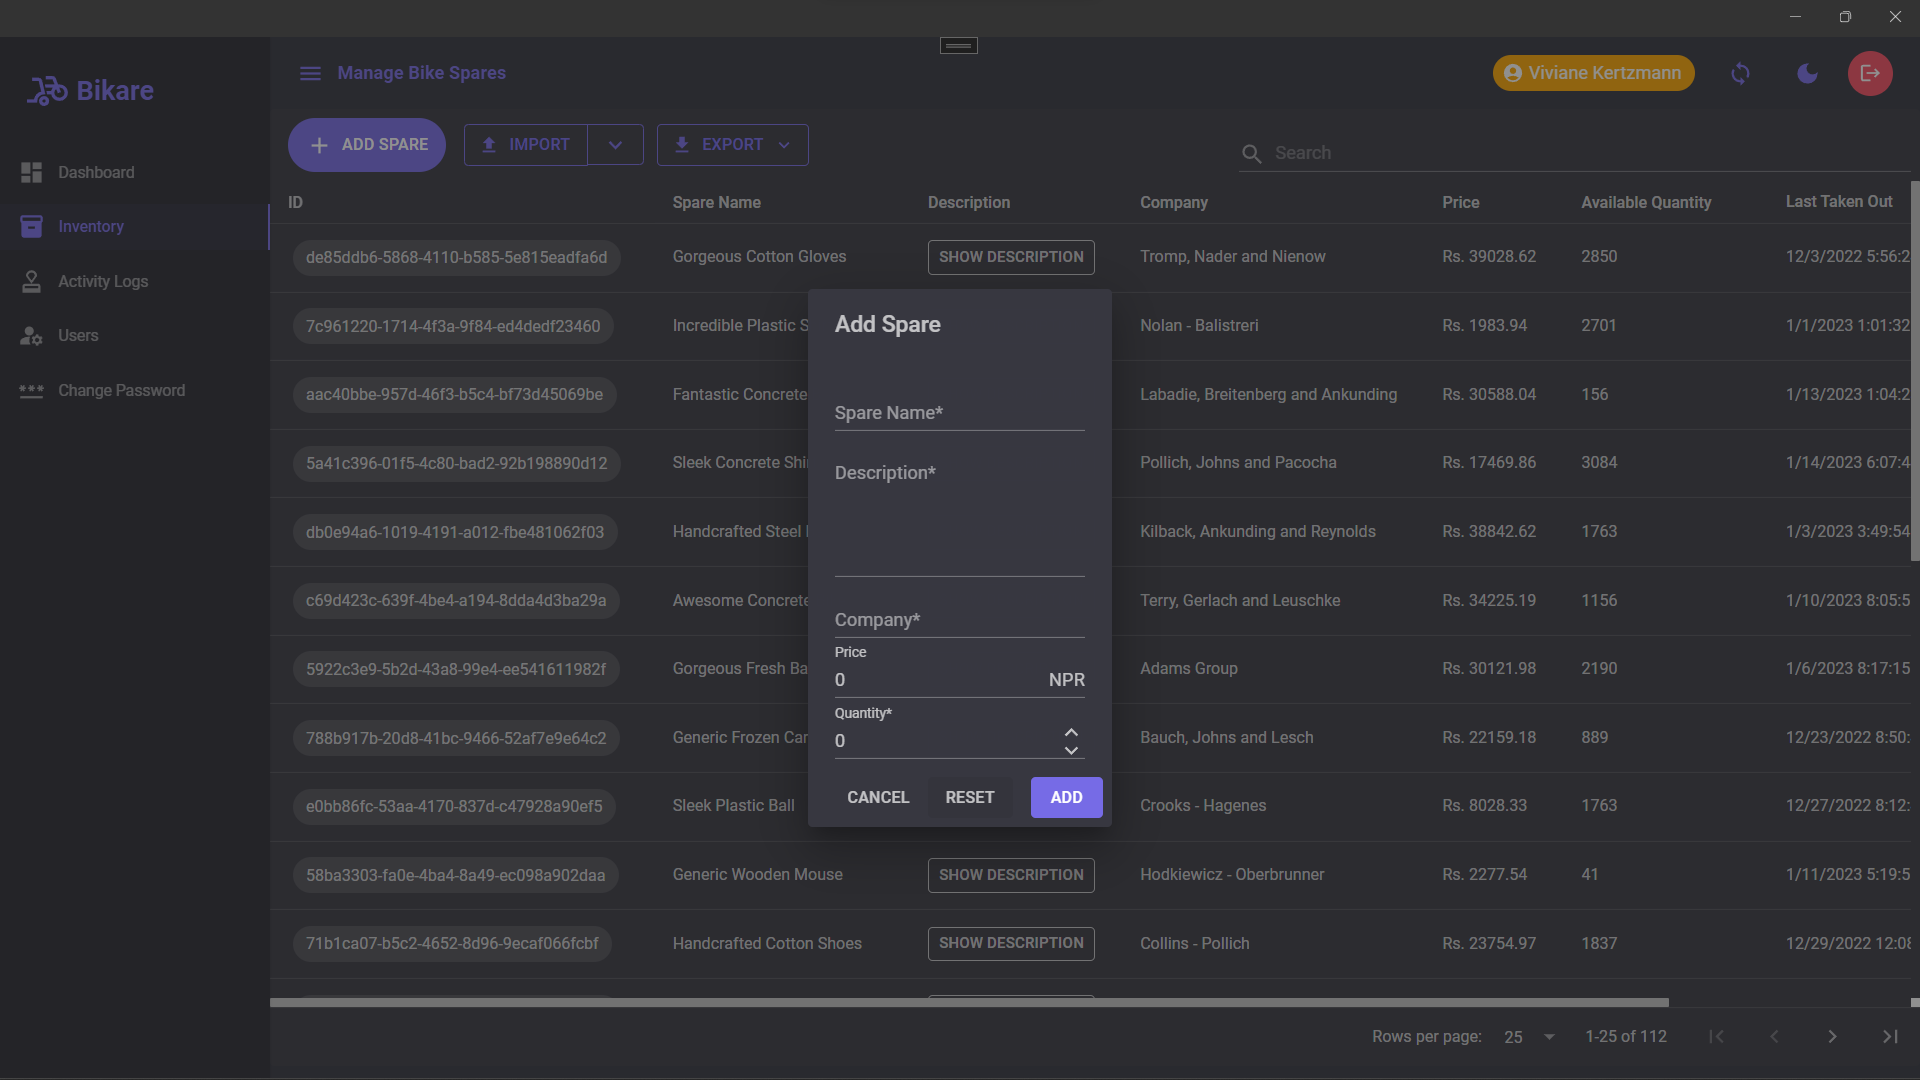 Bikare
Manage Bike Spares
Viviane Kertzmann
Dashboard
Inventory
Activity Logs
Users
Change Password
ADD SPARE
IMPORT
EXPORT
Search
ID Spare Name Description Company Price Available Quantity Last Taken Out
de85ddb6-5868-4110-b585-5e815eadfa6d Gorgeous Cotton Gloves SHOW DESCRIPTION Tromp, Nader and Nienow Rs. 39028.62 2850 12/3/2022 5:56:2
7c961220-1714-4f3a-9f84-ed4dedf23460 Incredible Plastic S Nolan - Balistreri Rs. 1983.94 2701 1/1/2023 1:01:32
aac40bbe-957d-46f3-b5c4-bf73d45069be Fantastic Concrete Labadie, Breitenberg and Ankunding Rs. 30588.04 156 1/13/2023 1:04:2
5a41c396-01f5-4c80-bad2-92b198890d12 Sleek Concrete Shi Pollich, Johns and Pacocha Rs. 17469.86 3084 1/14/2023 6:07:4
db0e94a6-1019-4191-a012-fbe481062f03 Handcrafted Steel Kilback, Ankunding and Reynolds Rs. 38842.62 1763 1/3/2023 3:49:54
c69d423c-639f-4be4-a194-8dda4d3ba29a Awesome Concrete Terry, Gerlach and Leuschke Rs. 34225.19 1156 1/10/2023 8:05:5
5922c3e9-5b2d-43a8-99e4-ee541611982f Gorgeous Fresh Ba Adams Group Rs. 30121.98 2190 1/6/2023 8:17:15
788b917b-20d8-41bc-9466-52af7e9e64c2 Generic Frozen Car Bauch, Johns and Lesch Rs. 22159.18 889 12/23/2022 8:50:
e0bb86fc-53aa-4170-837d-c47928a90ef5 Sleek Plastic Ball Crooks - Hagenes Rs. 8028.33 1763 12/27/2022 8:12:
58ba3303-fa0e-4ba4-8a49-ec098a902daa Generic Wooden Mouse SHOW DESCRIPTION Hodkiewicz - Oberbrunner Rs. 2277.54 41 1/11/2023 5:19:5
71b1ca07-b5c2-4652-8d96-9ecaf066fcbf Handcrafted Cotton Shoes SHOW DESCRIPTION Collins - Pollich Rs. 23754.97 1837 12/29/2022 12:08
Add Spare
Spare Name*
Description*
Company*
Price
0 NPR
Quantity*
0
CANCEL RESET ADD
Rows per page: 25 1-25 of 112